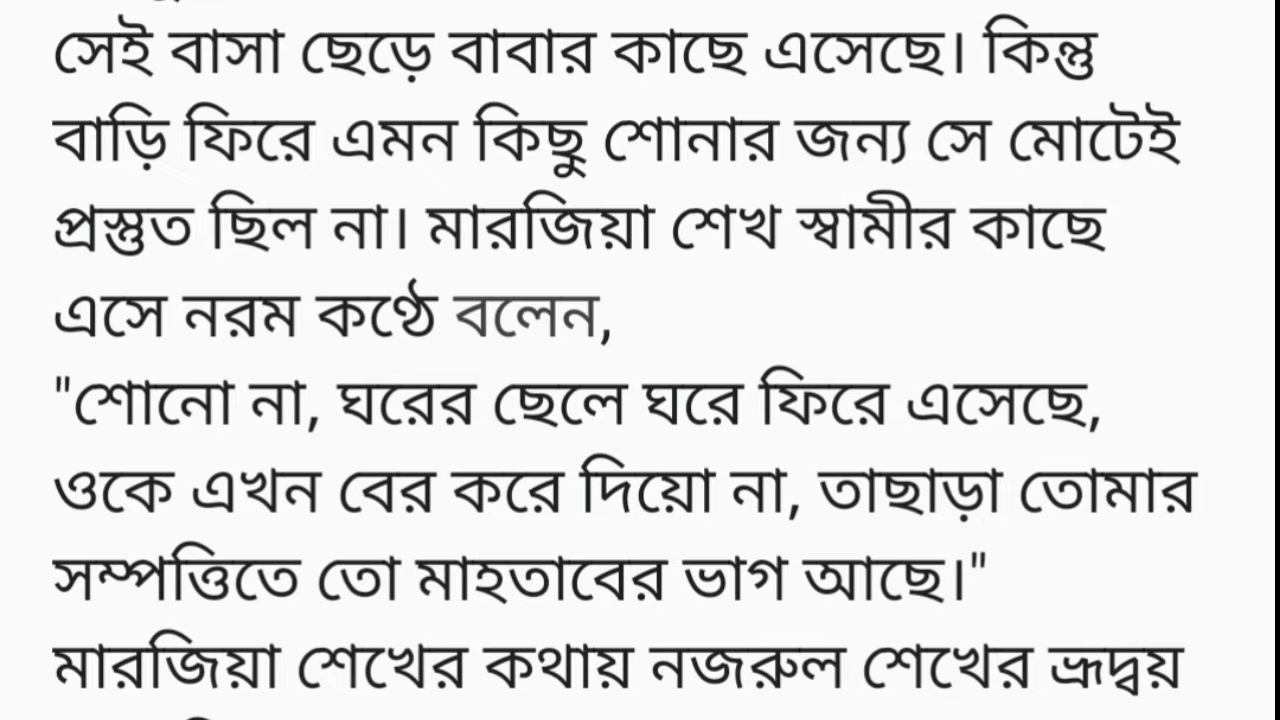 সেই বাসা ছেড়ে বাবার কাছে এসেছে। কিন্তু
বাড়ি ফিরে এমন কিছু শোনার জন্য সে মোটেই
প্রস্তুত ছিল না। মারজিয়া শেখ স্বামীর কাছে
এসে নরম কণ্ঠে বলেন,
"শোনো না, ঘরের ছেলে ঘরে ফিরে এসেছে,
ওকে এখন বের করে দিয়ো না, তাছাড়া তোমার
সম্পত্তিতে তো মাহতাবের ভাগ আছে।"
মারজিয়া শেখের কথায় নজরুল শেখের ভ্রূদ্বয়